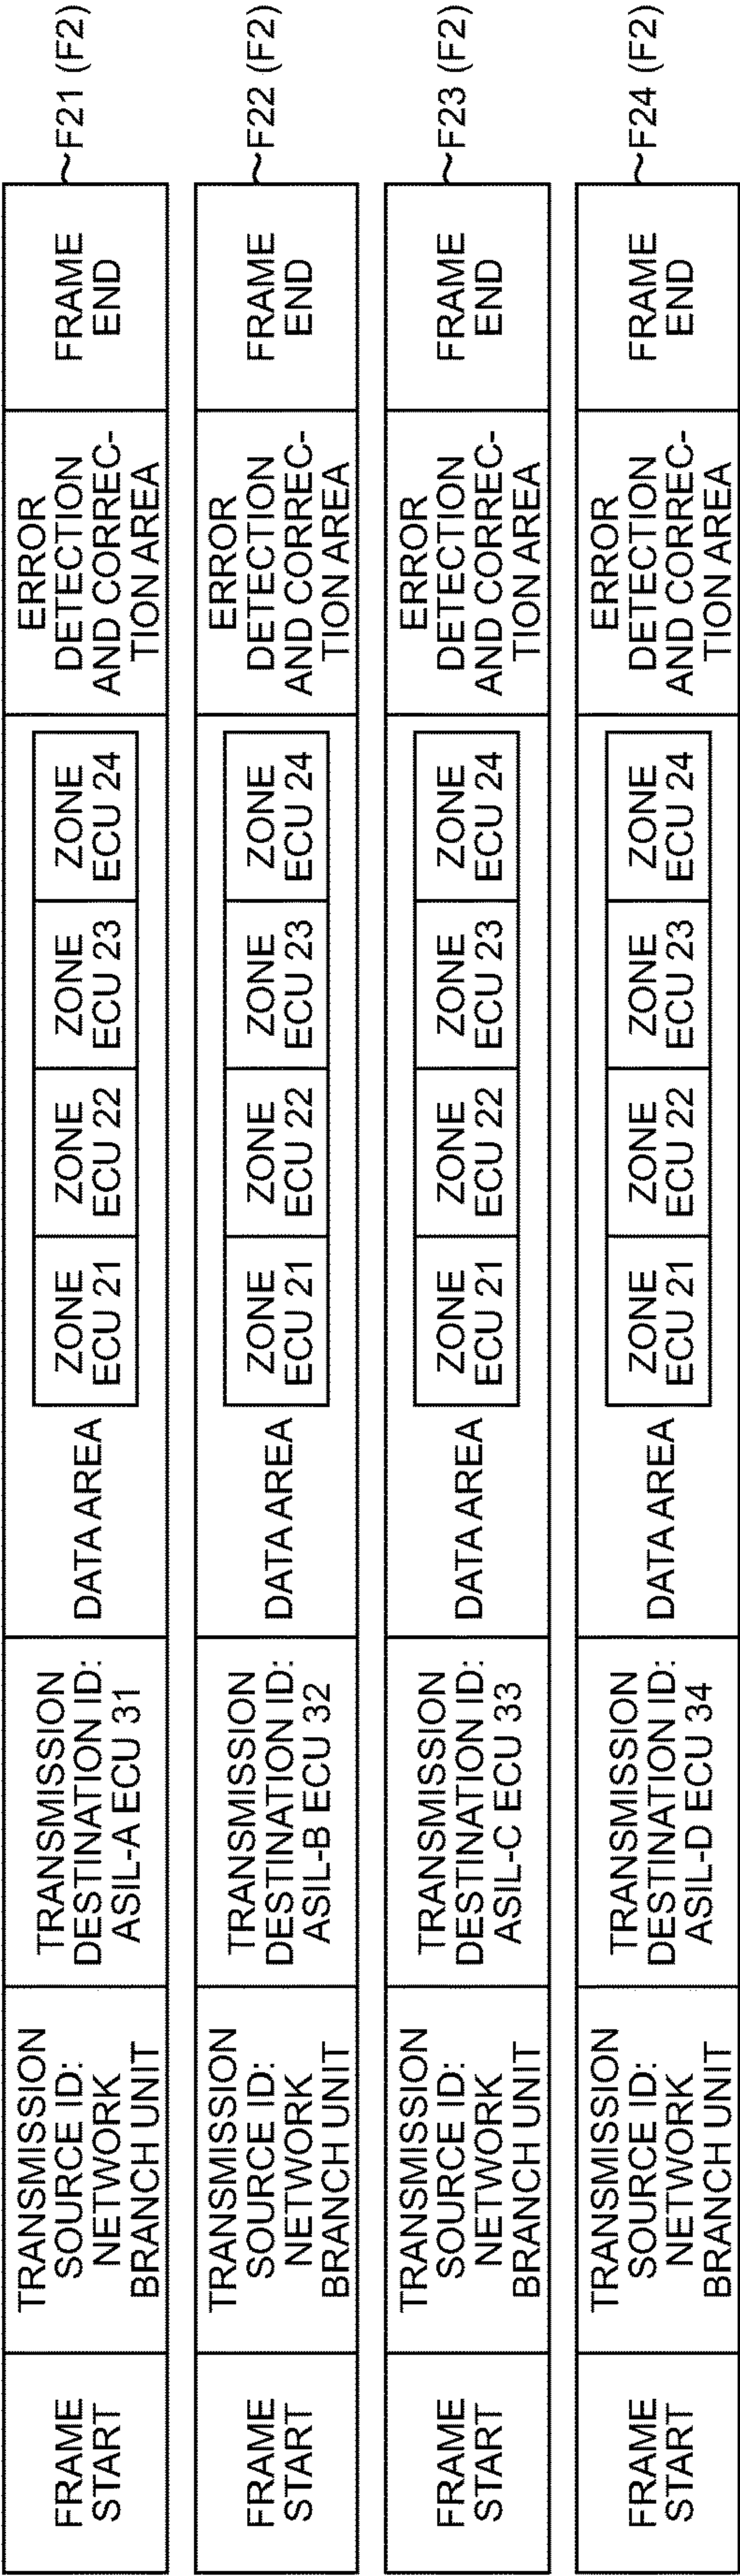 FRAME
START
TRANSMISSION
SOURCE ID:
NETWORK
BRANCH UNIT
TRANSMISSION
DESTINATION ID:
ASIL-A ECU 31
DATA AREA
ZONE
ECU 21
ZONE
ECU 22
ZONE
ECU 23
ZONE
ECU 24
ERROR
DETECTION
AND CORREC-
TION AREA
FRAME
END
~F21 (F2)
FRAME
START
TRANSMISSION
SOURCE ID:
NETWORK
BRANCH UNIT
TRANSMISSION
DESTINATION ID:
ASIL-B ECU 32
DATA AREA
ZONE
ECU 21
ZONE
ECU 22
ZONE
ECU 23
ZONE
ECU 24
ERROR
DETECTION
AND CORREC-
TION AREA
FRAME
END
~F22 (F2)
FRAME
START
TRANSMISSION
SOURCE ID:
NETWORK
BRANCH UNIT
TRANSMISSION
DESTINATION ID:
ASIL-C ECU 33
DATA AREA
ZONE
ECU 21
ZONE
ECU 22
ZONE
ECU 23
ZONE
ECU 24
ERROR
DETECTION
AND CORREC-
TION AREA
FRAME
END
~F23 (F2)
FRAME
START
TRANSMISSION
SOURCE ID:
NETWORK
BRANCH UNIT
TRANSMISSION
DESTINATION ID:
ASIL-D ECU 34
DATA AREA
ZONE
ECU 21
ZONE
ECU 22
ZONE
ECU 23
ZONE
ECU 24
ERROR
DETECTION
AND CORREC-
TION AREA
FRAME
END
~F24 (F2)